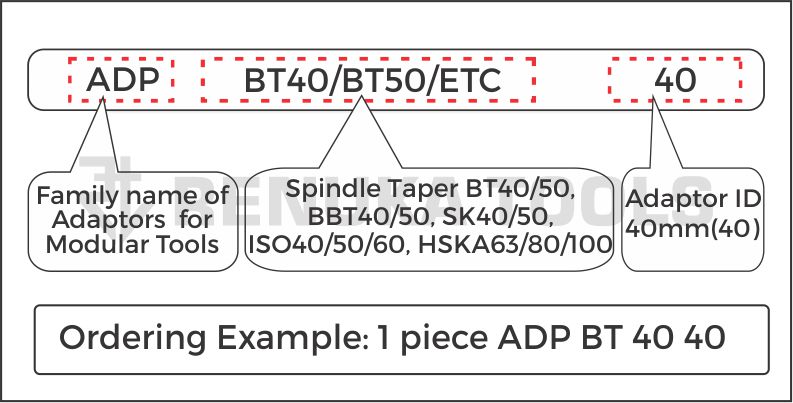 ADP BT40/BT50/ETC 40
Family name of
Adaptors for
Modular Tools
Spindle Taper BT40/50,
BBT40/50, SK40/50,
ISO40/50/60, HSKA63/80/100
Adaptor ID
40mm(40)
RENUKA TOOLS
Ordering Example: 1 piece ADP BT 40 40